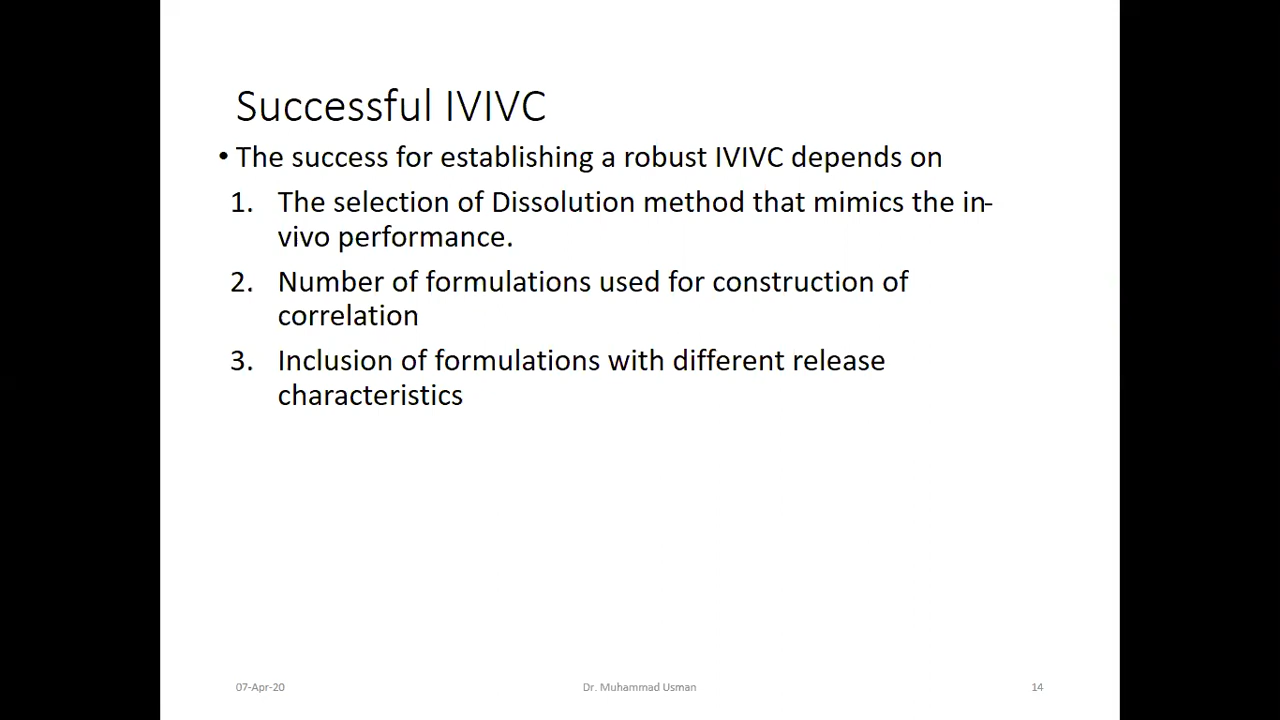 Successful IVIVC
• The success for establishing a robust IVIVC depends on
1. The selection of Dissolution method that mimics the in-
vivo performance.
2. Number of formulations used for construction of
correlation
3. Inclusion of formulations with different release
characteristics
07-Apr-20
Dr. Muhammad Usman
14